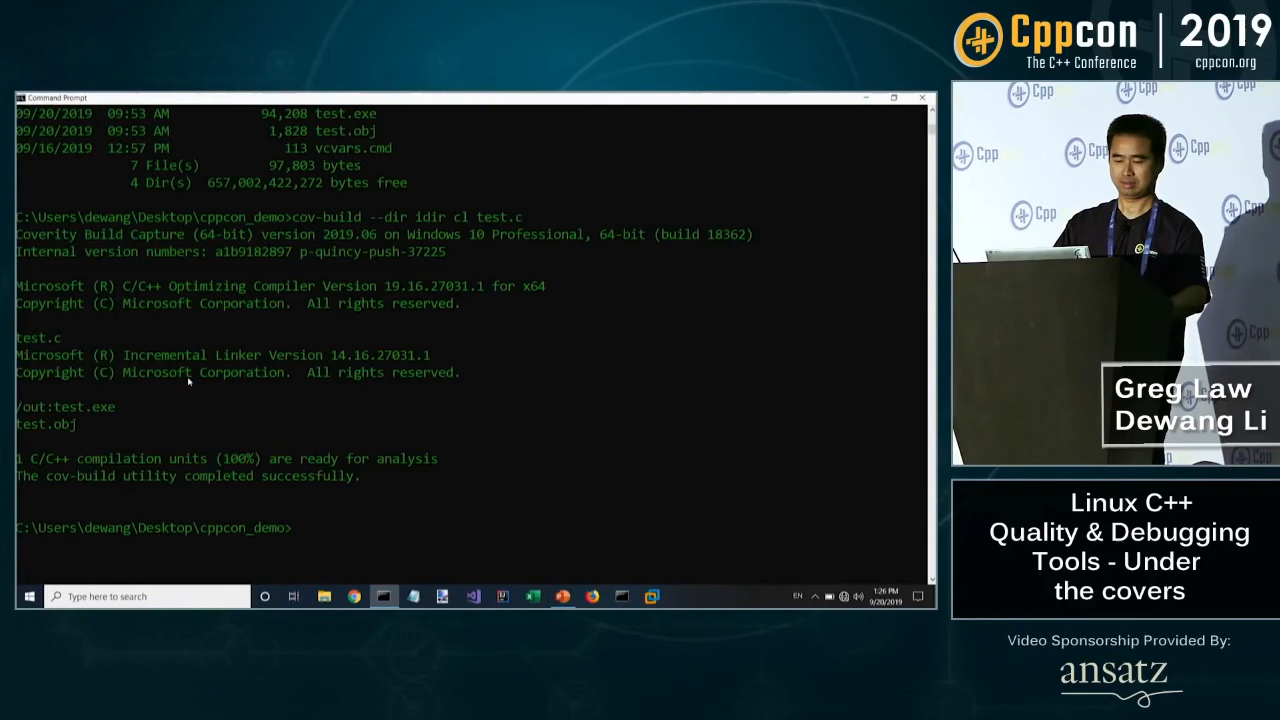 Cppcon
The C++ Conference
2019
cppcon.org
Command Prompt
09/20/2019  09:53 AM            94,208 test.exe
09/20/2019  09:53 AM             1,828 test.obj
09/16/2019  12:57 PM               113 vcvars.cmd
7 File(s)         97,803 bytes
4 Dir(s)  657,002,422,272 bytes free
C:\Users\dewang\Desktop\cppcon_demo>cov-build --dir idir cl test.c
Coverity Build Capture (64-bit) version 2019.06 on Windows 10 Professional, 64-bit (build 18362)
Internal version numbers: a1b9182897 p-quincy-push-37225
Microsoft (R) C/C++ Optimizing Compiler Version 19.16.27031.1 for x64
Copyright (C) Microsoft Corporation.  All rights reserved.
test.c
Microsoft (R) Incremental Linker Version 14.16.27031.1
Copyright (C) Microsoft Corporation.  All rights reserved.
/out:test.exe
test.obj
1 C/C++ compilation units (100%) are ready for analysis
The cov-build utility completed successfully.
C:\Users\dewang\Desktop\cppcon_demo>
Type here to search
EN
1:26 PM
9/20/2019
Cpp
Cpp
Cpp
Cpp
Cpp
Cpp
Cpp
Greg Law
Dewang Li
Linux C++
Quality & Debugging
Tools - Under
the covers
Video Sponsorship Provided By:
ansatz